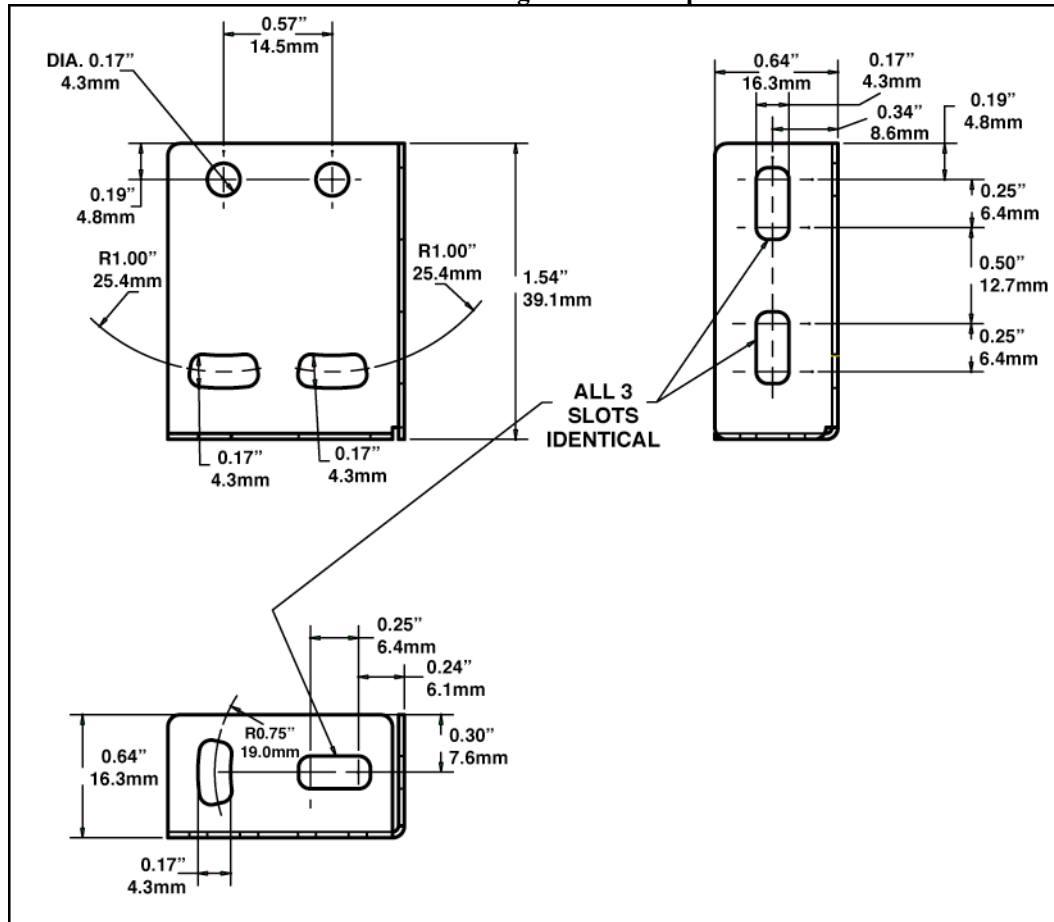 0.57”
14.5mm
DIA. 0.17”
4.3mm
0.19”
4.8mm
R1.00”
25.4mm
R1.00”
25.4mm
1.54”
39.1mm
0.17”
4.3mm
0.17”
4.3mm
0.64”
16.3mm
0.17”
4.3mm
0.34”
8.6mm
0.19”
4.8mm
0.25”
6.4mm
0.50”
12.7mm
0.25”
6.4mm
ALL 3
SLOTS
IDENTICAL
0.25”
6.4mm
0.24”
6.1mm
R0.75”
19.0mm
0.30”
7.6mm
0.64”
16.3mm
0.17”
4.3mm